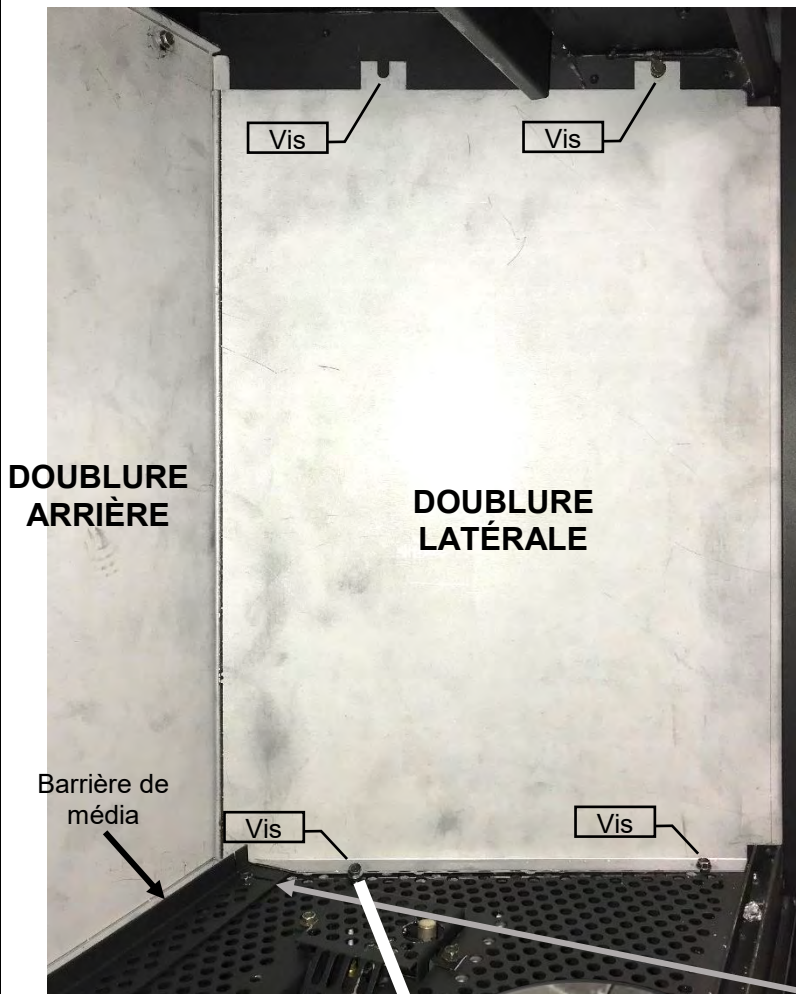 Vis
Vis
DOUBLURE
ARRIÈRE
DOUBLURE
LATÉRALE
Barrière de
média
Vis
Vis